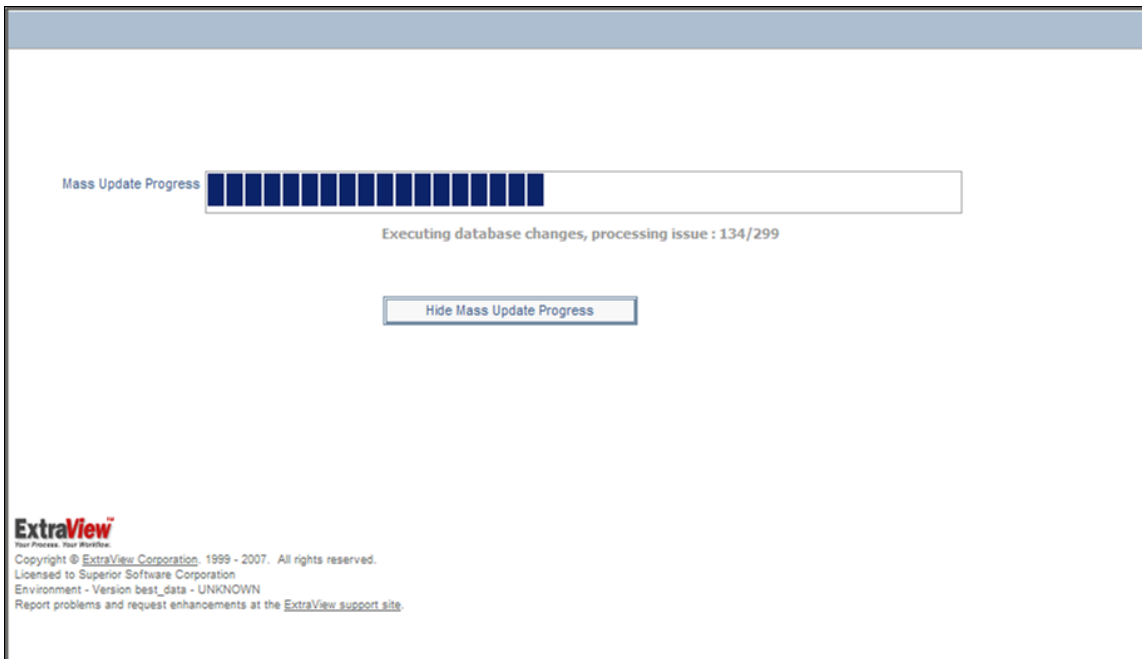 Mass Update Progress
Executing database changes, processing issue : 134/299
Hide Mass Update Progress
ExtraView™
Your Process. Your Workflow.
Copyright © ExtraView Corporation. 1999 - 2007. All rights reserved.
Licensed to Superior Software Corporation
Environment - Version best_data - UNKNOWN
Report problems and request enhancements at the ExtraView support site.